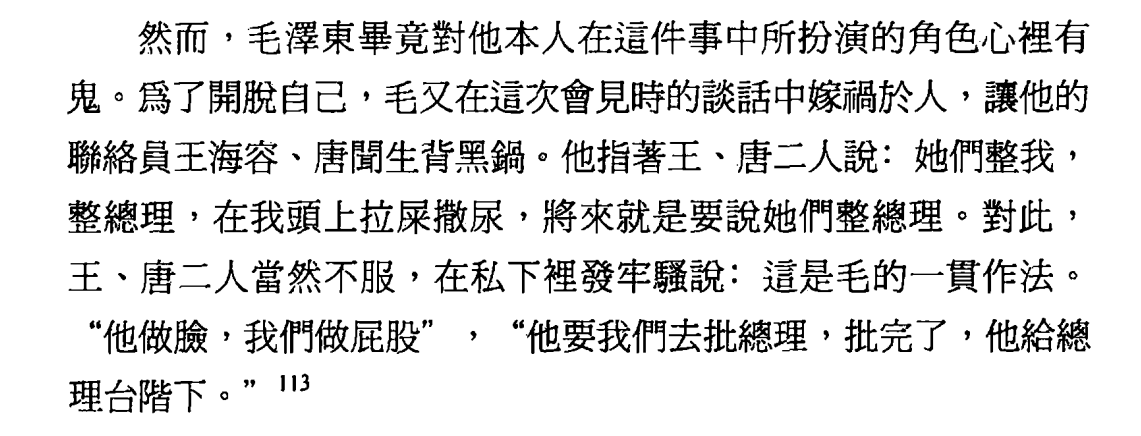 然而，毛澤東畢竟對他本人在這件事中所扮演的角色心裡有
鬼。爲了開脫自己，毛又在這次會見時的談話中嫁禍於人，讓他的
聯絡員王海容、唐聞生背黑鍋。他指著王、唐二人說：她們整我，
整總理，在我頭上拉屎撒尿，將來就是要說她們整總理。對此，
王、唐二人當然不服，在私下裡發牢騷說：這是毛的一貫作法。
“他做臉，我們做屁股”，“他要我們去批總理，批完了，他給總
理台階下。”113